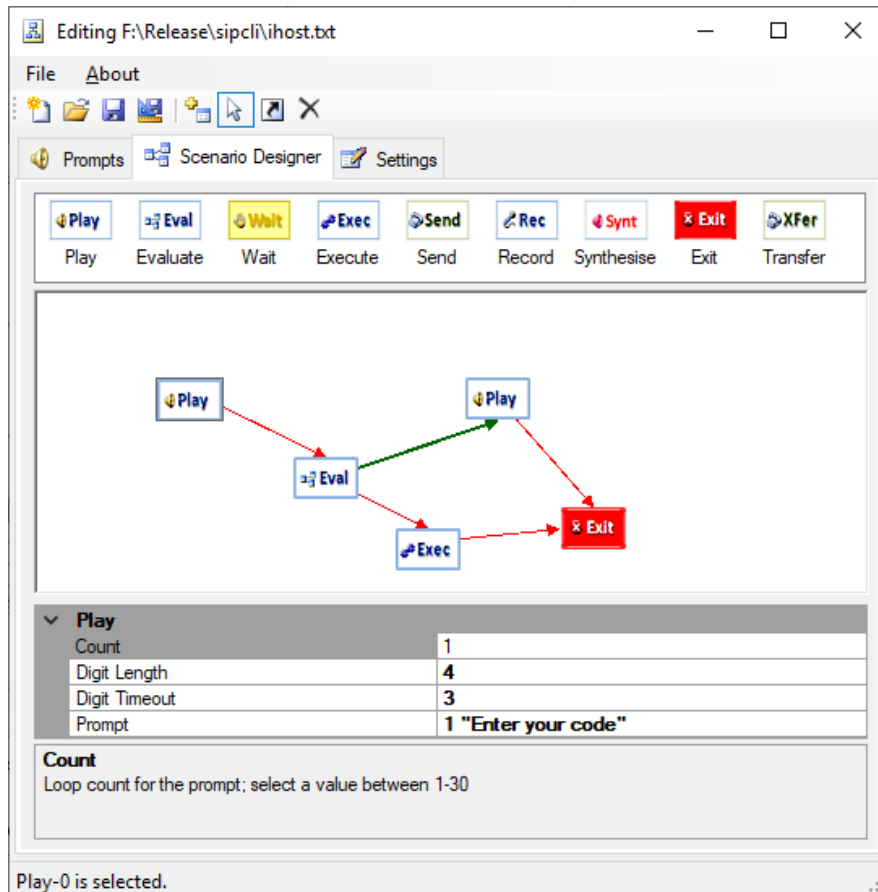 Editing F:\Release\sipcli\ihost.txt
File About
Prompts Scenario Designer Settings
Play Eval Wait Exec Send Rec Synt Exit XFer
Play Evaluate Wait Execute Send Record Synthesise Exit Transfer
Play Play
Eval
Exit
Exec
Play
Count 1
Digit Length 4
Digit Timeout 3
Prompt 1 "Enter your code"
Count
Loop count for the prompt; select a value between 1-30
Play-0 is selected.